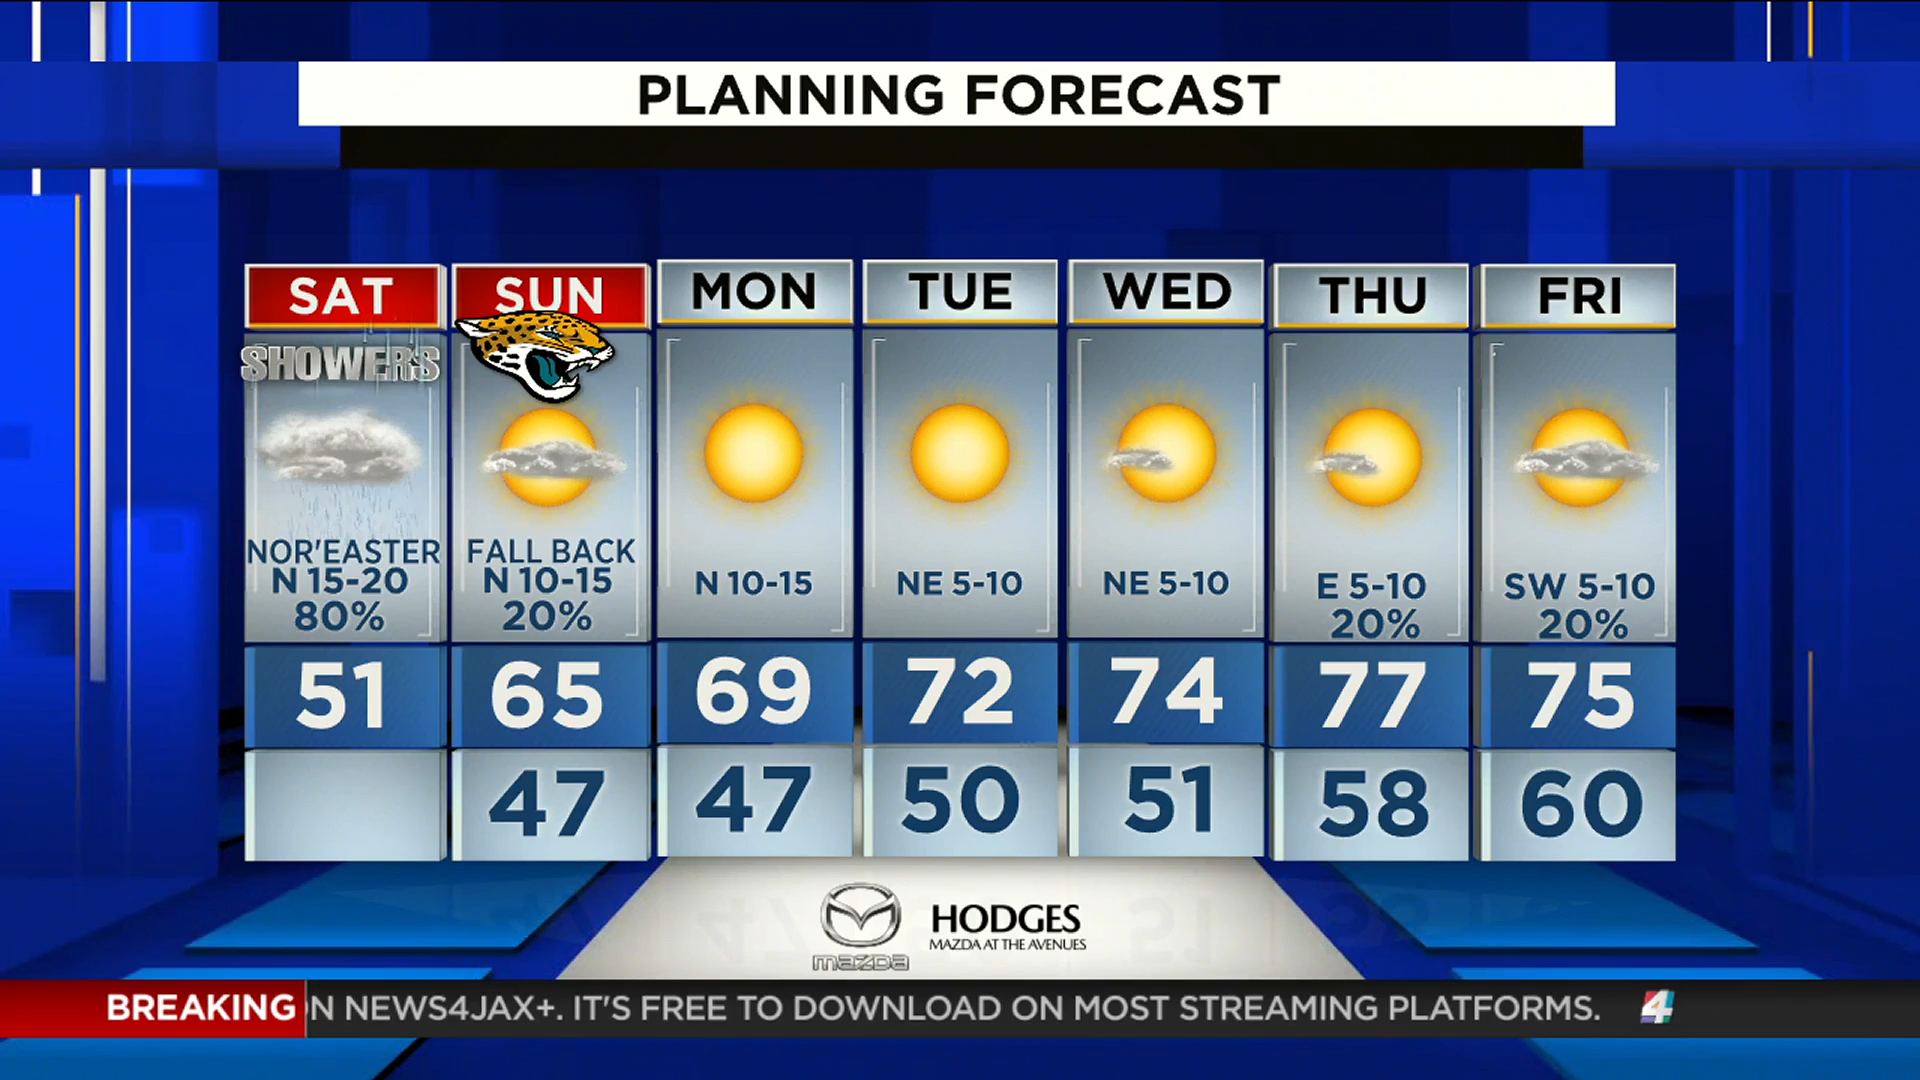 PLANNING FORECAST
SAT
SUN
MON
TUE
WED
THU
FRI
SHOWERS
NOR'EASTER
N 15-20
80%
FALL BACK
N 10-15
20%
N 10-15
NE 5-10
NE 5-10
E 5-10
20%
SW 5-10
20%
51
65
69
72
74
77
75
47
47
50
51
58
60
mazda
HODGES
MAZDA AT THE AVENUES
BREAKING
N NEWS4JAX+. IT'S FREE TO DOWNLOAD ON MOST STREAMING PLATFORMS.
4